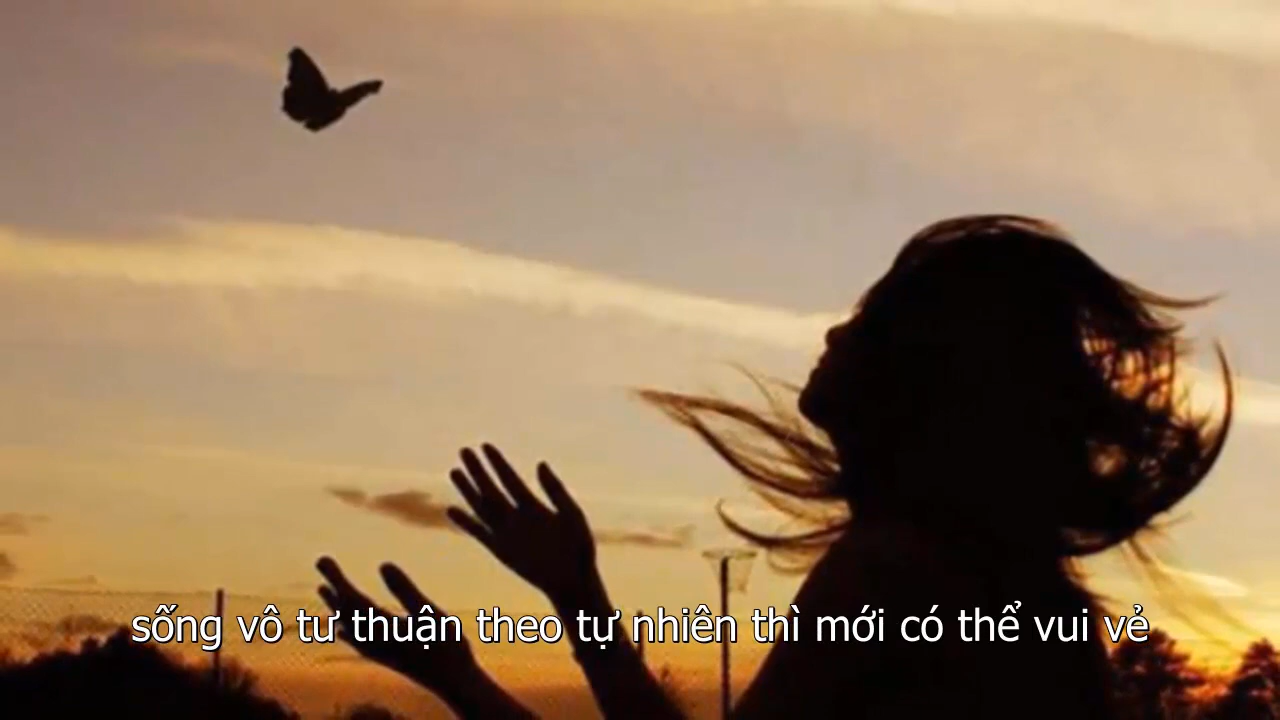 sống vô tư thuận theo tự nhiên thì mới có thể vui vẻ